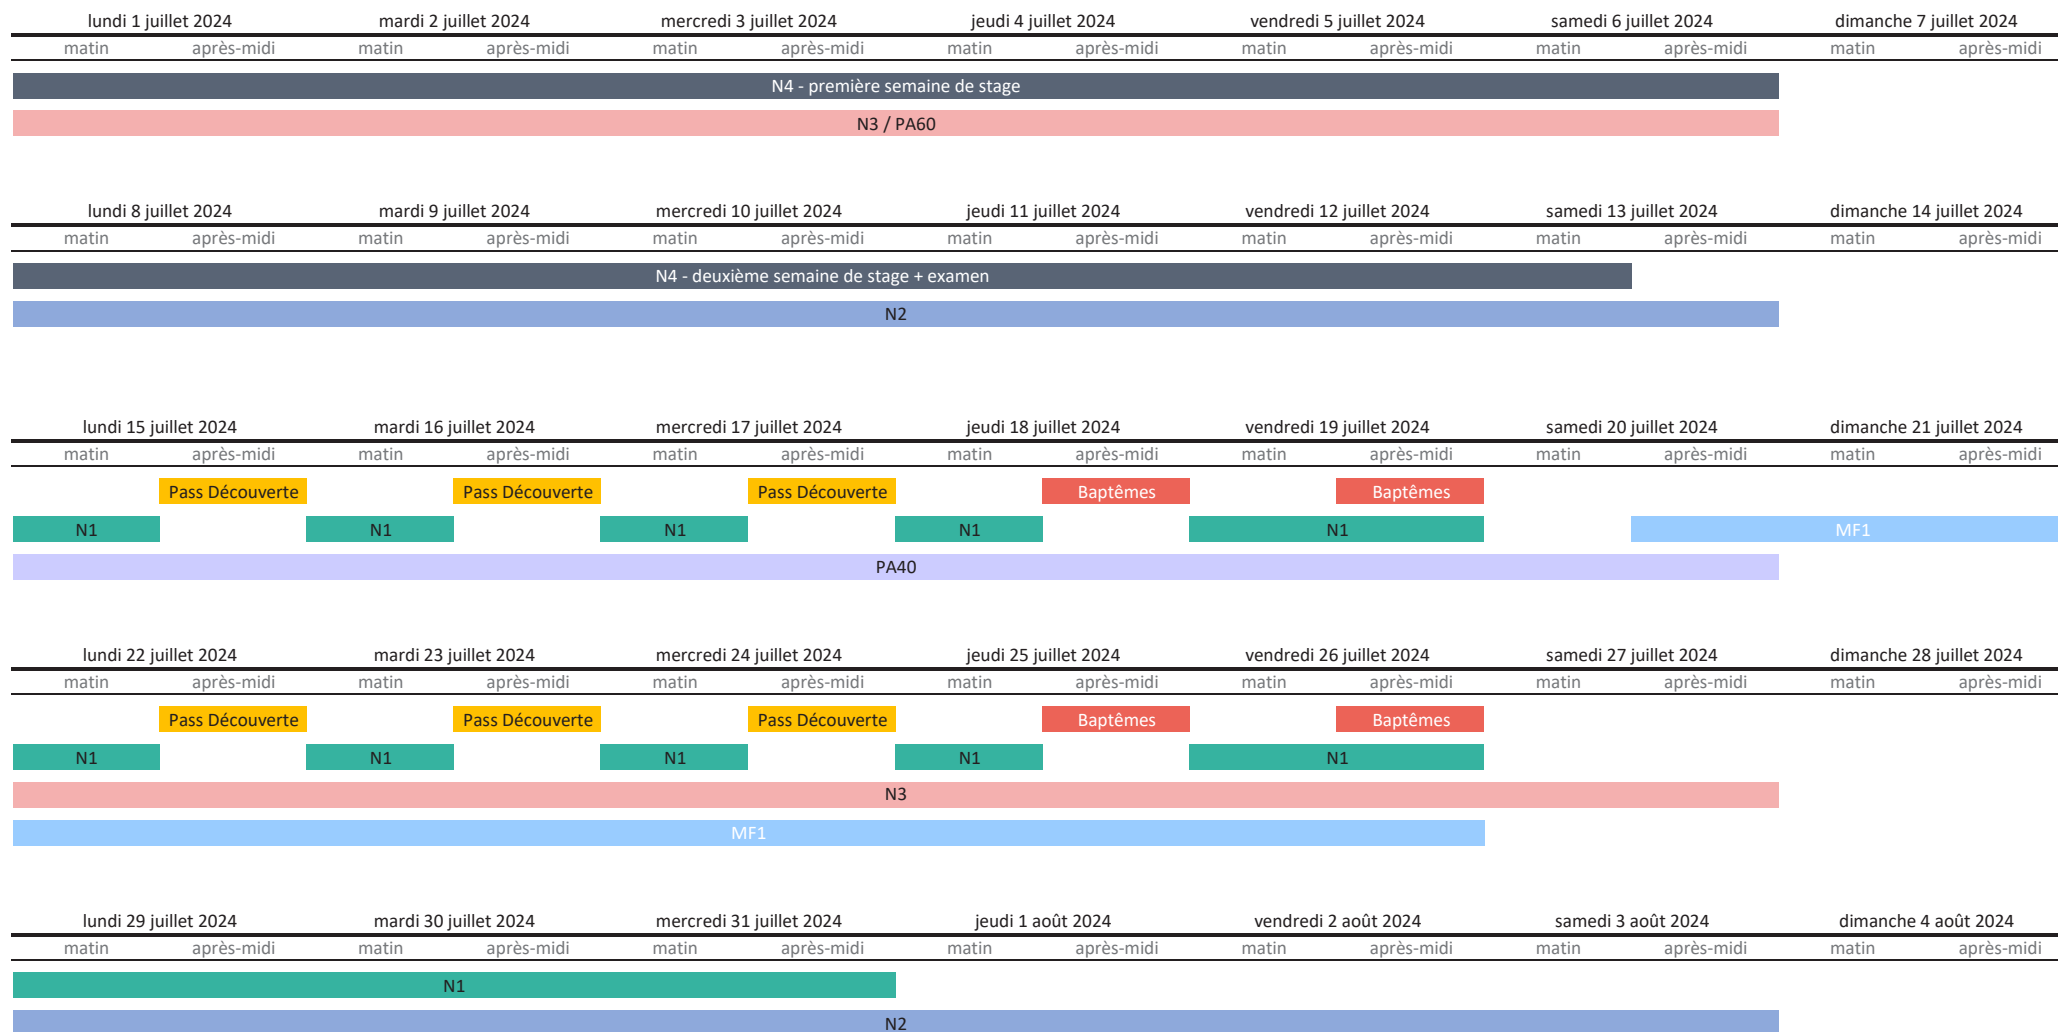 lundi 1 juillet 2024 mardi 2 juillet 2024 mercredi 3 juillet 2024 jeudi 4 juillet 2024 vendredi 5 juillet 2024 samedi 6 juillet 2024 dimanche 7 juillet 2024
matin après-midi matin après-midi matin après-midi matin après-midi matin après-midi matin après-midi matin après-midi
N4 - première semaine de stage
N3 / PA60
lundi 8 juillet 2024 mardi 9 juillet 2024 mercredi 10 juillet 2024 jeudi 11 juillet 2024 vendredi 12 juillet 2024 samedi 13 juillet 2024 dimanche 14 juillet 2024
matin après-midi matin après-midi matin après-midi matin après-midi matin après-midi matin après-midi matin après-midi
N4 - deuxième semaine de stage + examen
N2
lundi 15 juillet 2024 mardi 16 juillet 2024 mercredi 17 juillet 2024 jeudi 18 juillet 2024 vendredi 19 juillet 2024 samedi 20 juillet 2024 dimanche 21 juillet 2024
matin après-midi matin après-midi matin après-midi matin après-midi matin après-midi matin après-midi matin après-midi
Pass Découverte Pass Découverte Pass Découverte Baptêmes Baptêmes
N1 N1 N1 N1 N1 MF1
PA40
lundi 22 juillet 2024 mardi 23 juillet 2024 mercredi 24 juillet 2024 jeudi 25 juillet 2024 vendredi 26 juillet 2024 samedi 27 juillet 2024 dimanche 28 juillet 2024
matin après-midi matin après-midi matin après-midi matin après-midi matin après-midi matin après-midi matin après-midi
Pass Découverte Pass Découverte Pass Découverte Baptêmes Baptêmes
N1 N1 N1 N1 N1
N3
MF1
lundi 29 juillet 2024 mardi 30 juillet 2024 mercredi 31 juillet 2024 jeudi 1 août 2024 vendredi 2 août 2024 samedi 3 août 2024 dimanche 4 août 2024
matin après-midi matin après-midi matin après-midi matin après-midi matin après-midi matin après-midi matin après-midi
N1
N2